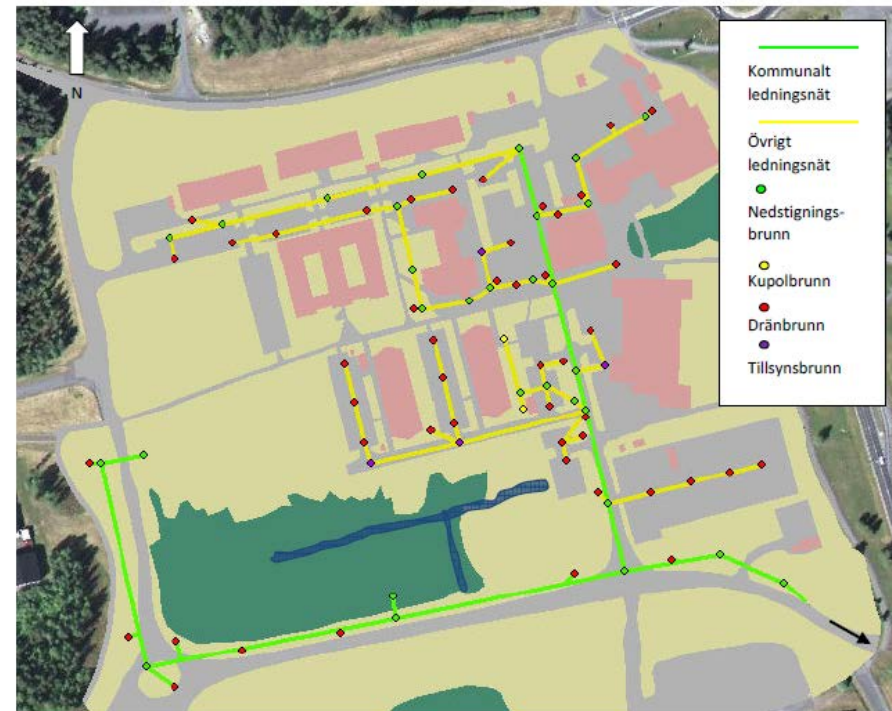 N
Kommunalt
ledningsnät
Övrigt
ledningsnät
Nedstignings-
brunn
Kupolbrunn
Dränbrunn
Tillsynsbrunn